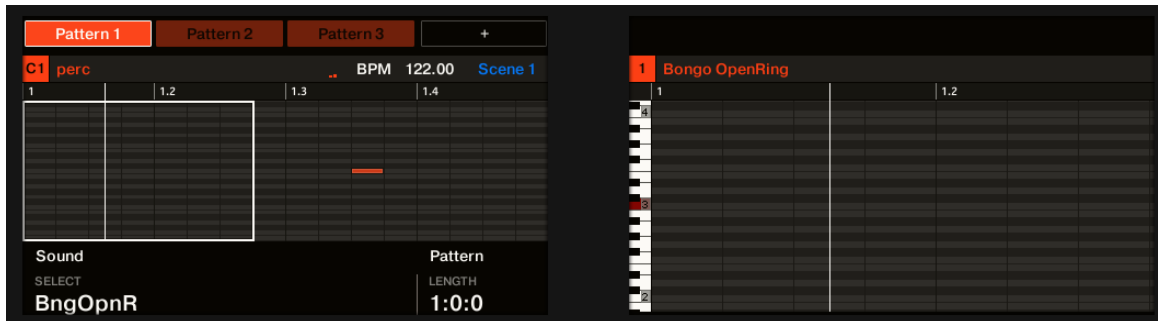 Pattern 1 Pattern 2 Pattern 3 +
C1 perc BPM 122.00 Scene 1
1 1.2 1.3 1.4
Sound Pattern
SELECT LENGTH
BngOpnR 1:0:0
1 Bongo OpenRing
1 1.2
4
3
2